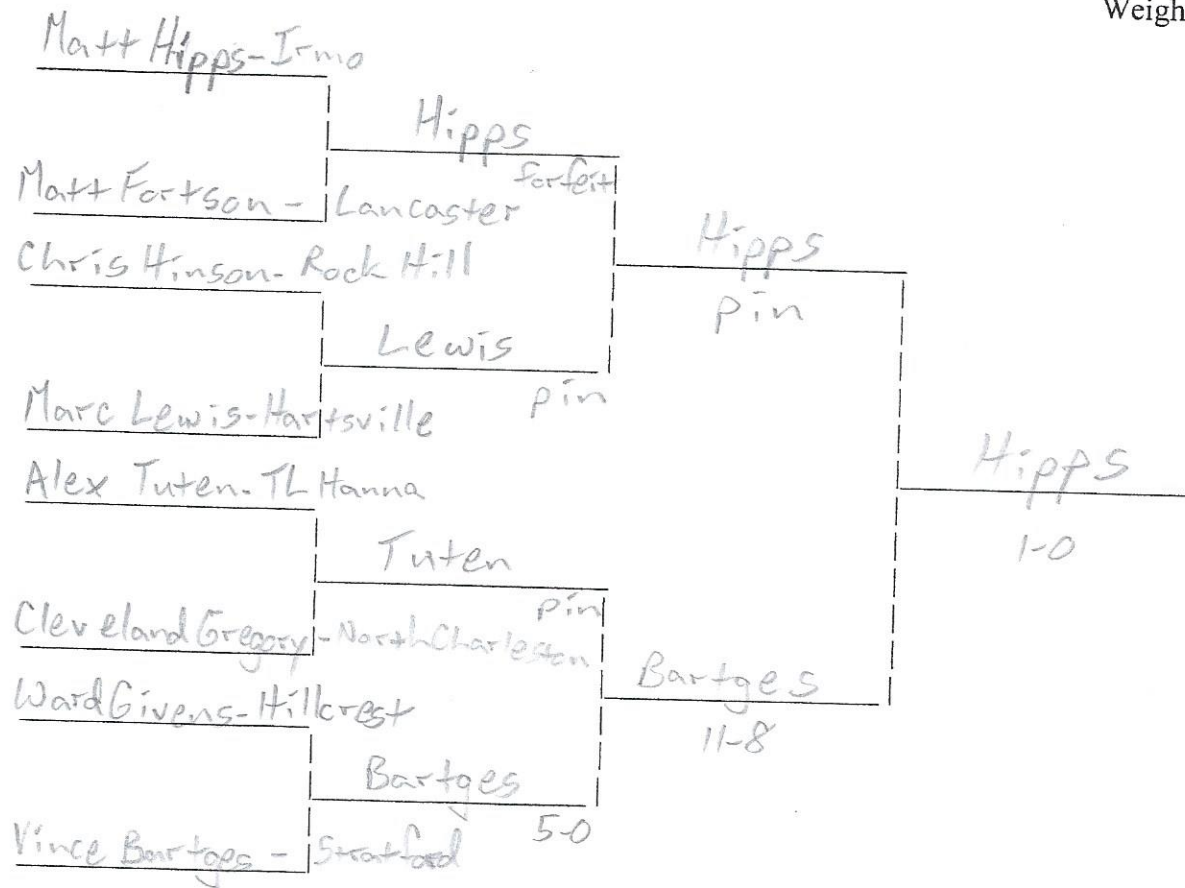 Weigh
Matt Hipps-Irmo
Hipps
forfeit
Matt Fortson - Lancaster
Hipps
pin
Chris Hinson- Rock Hill
Lewis
pin
Marc Lewis-Hartsville
Hipps
1-0
Alex Tuten-TL Hanna
Tuten
pin
Cleveland Gregory-North Charleston
Bartges
11-8
Ward Givens-Hillcrest
Bartges
5-0
Vince Bartges - Stratford